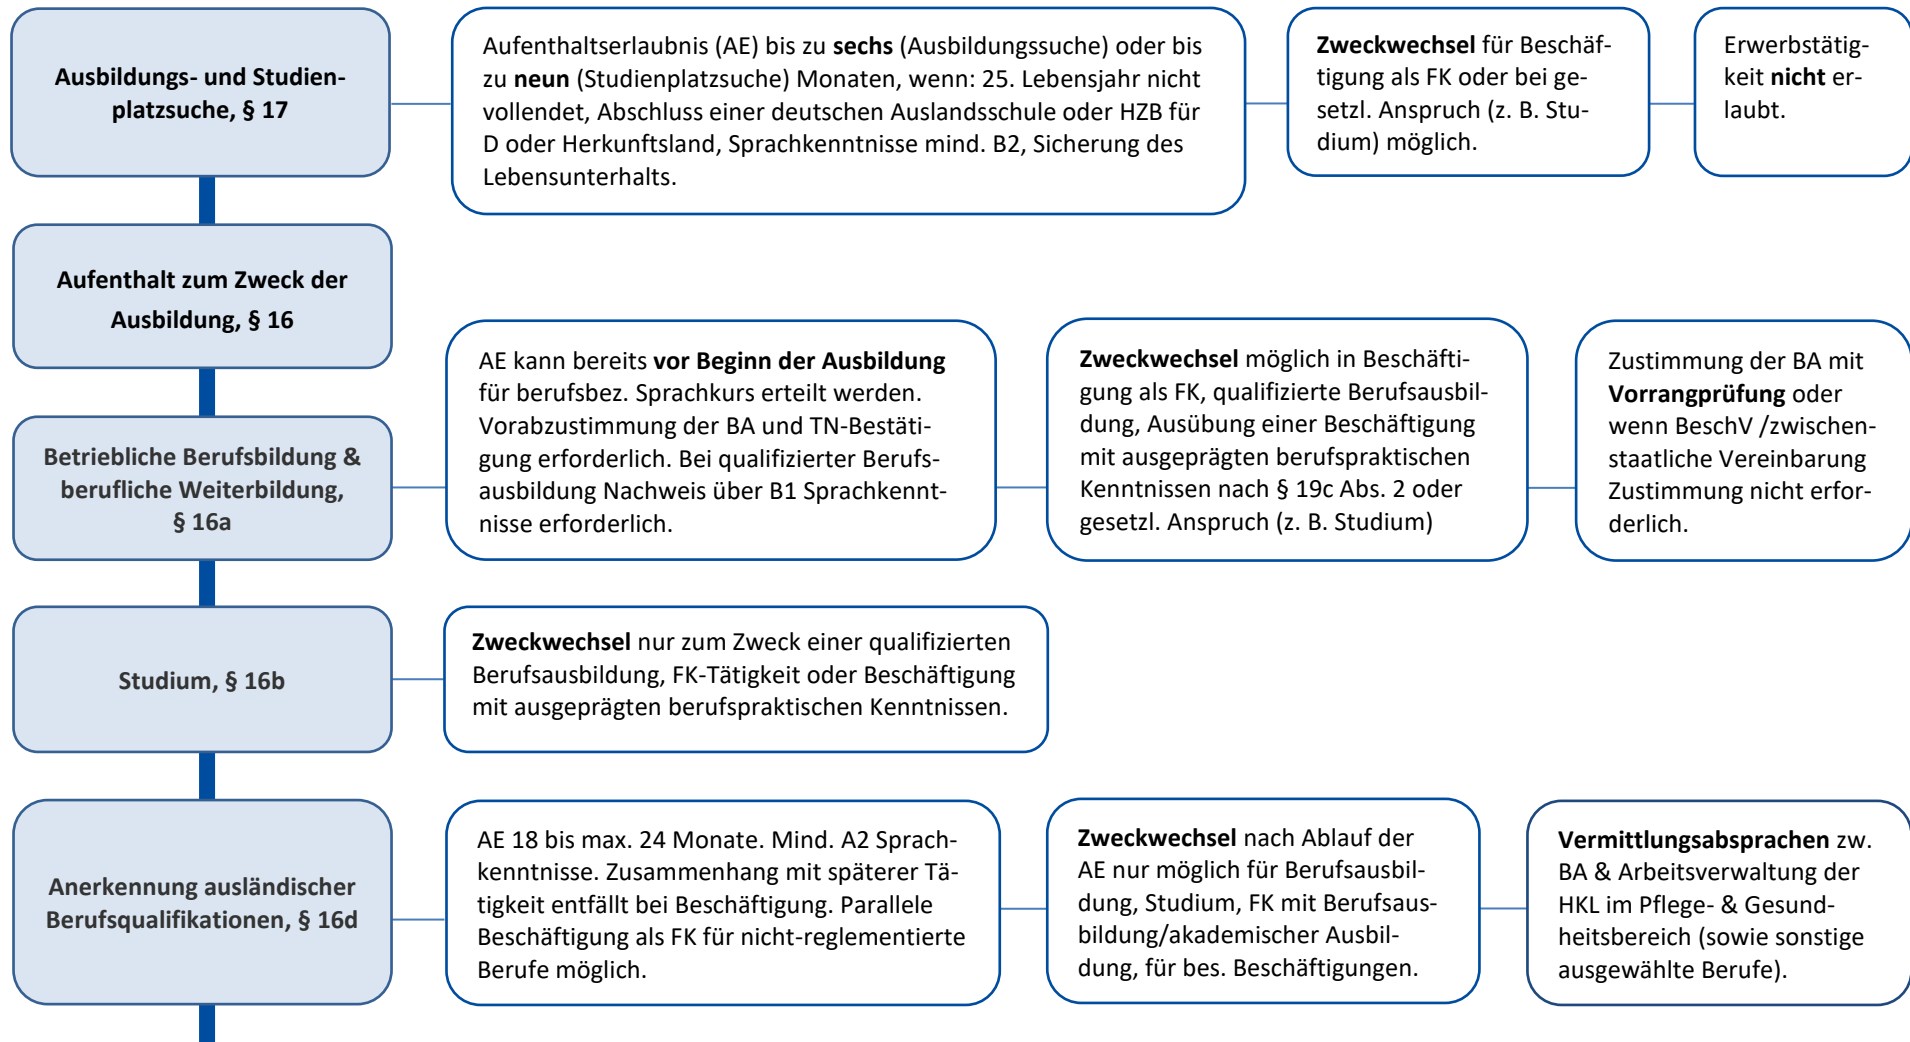 Ausbildungs- und Studien-
platzsuche, § 17
Aufenthaltserlaubnis (AE) bis zu sechs (Ausbildungssuche) oder bis
zu neun (Studienplatzsuche) Monaten, wenn: 25. Lebensjahr nicht
vollendet, Abschluss einer deutschen Auslandsschule oder HZB für
D oder Herkunftsland, Sprachkenntnisse mind. B2, Sicherung des
Lebensunterhalts.
Zweckwechsel für Beschäf-
tigung als FK oder bei ge-
setzl. Anspruch (z. B. Stu-
dium) möglich.
Erwerbstätig-
keit nicht er-
laubt.
Aufenthalt zum Zweck der
Ausbildung, § 16
Betriebliche Berufsbildung &
berufliche Weiterbildung,
§ 16a
AE kann bereits vor Beginn der Ausbildung
für berufsbez. Sprachkurs erteilt werden.
Vorabzustimmung der BA und TN-Bestäti-
gung erforderlich. Bei qualifizierter Berufs-
ausbildung Nachweis über B1 Sprachkennt-
nisse erforderlich.
Zweckwechsel möglich in Beschäfti-
gung als FK, qualifizierte Berufsausbil-
dung, Ausübung einer Beschäftigung
mit ausgeprägten berufspraktischen
Kenntnissen nach § 19c Abs. 2 oder
gesetzl. Anspruch (z. B. Studium)
Zustimmung der BA mit
Vorrangprüfung oder
wenn BeschV /zwischen-
staatliche Vereinbarung
Zustimmung nicht erfor-
derlich.
Studium, § 16b
Zweckwechsel nur zum Zweck einer qualifizierten
Berufsausbildung, FK-Tätigkeit oder Beschäftigung
mit ausgeprägten berufspraktischen Kenntnissen.
Anerkennung ausländischer
Berufsqualifikationen, § 16d
AE 18 bis max. 24 Monate. Mind. A2 Sprach-
kenntnisse. Zusammenhang mit späterer Tä-
tigkeit entfällt bei Beschäftigung. Parallele
Beschäftigung als FK für nicht-reglementierte
Berufe möglich.
Zweckwechsel nach Ablauf der
AE nur möglich für Berufsausbil-
dung, Studium, FK mit Berufsaus-
bildung/akademischer Ausbil-
dung, für bes. Beschäftigungen.
Vermittlungsabsprachen zw.
BA & Arbeitsverwaltung der
HKL im Pflege- & Gesund-
heitsbereich (sowie sonstige
ausgewählte Berufe).